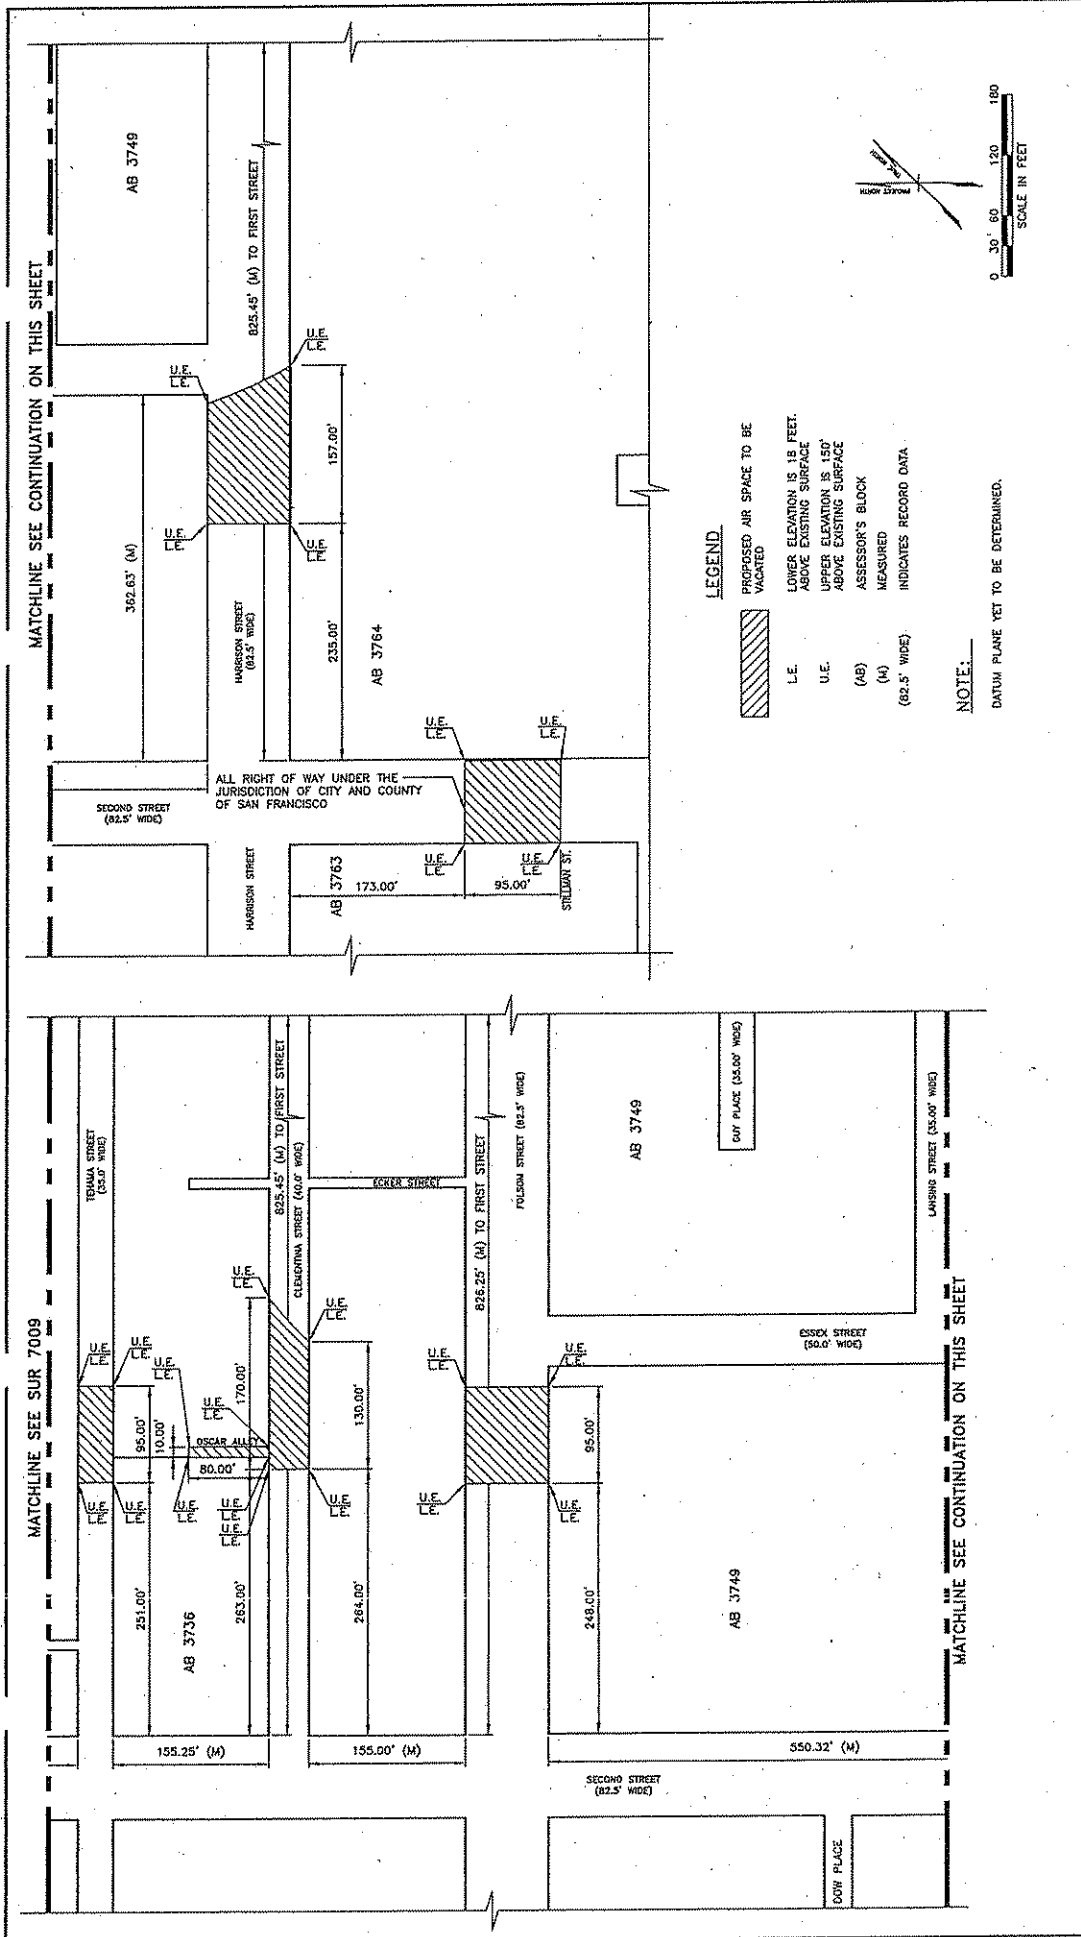 MATCHLINE SEE SUR 7009
TEHAMA STREET
(35.0' WIDE)
U.E.
L.E.
U.E.
L.E.
U.E.
L.E.
U.E.
L.E.
95.00'
10.00'
251.00'
AB 3736
U.E.
L.E.
U.E.
L.E.
OSCAR ALLEY
80.00'
U.E.
L.E.
U.E.
L.E.
U.E.
L.E.
U.E.
L.E.
170.00'
263.00'
825.45' (M) TO FIRST STREET
CLEMENTINA STREET (40.0' WIDE)
U.E.
L.E.
U.E.
L.E.
130.00'
264.00'
ECKER STREET
155.25' (M)
155.00' (M)
U.E.
L.E.
U.E.
L.E.
826.25' (M) TO FIRST STREET
FOLSOM STREET (82.5' WIDE)
U.E.
L.E.
U.E.
L.E.
95.00'
248.00'
AB 3749
GUY PLACE (35.00' WIDE)
ESSEX STREET
(50.0' WIDE)
LANSING STREET (35.00' WIDE)
AB 3749
550.32' (M)
SECOND STREET
(82.5' WIDE)
DOW PLACE
MATCHLINE SEE CONTINUATION ON THIS SHEET
MATCHLINE SEE CONTINUATION ON THIS SHEET
AB 3749
362.63' (M)
825.45' (M) TO FIRST STREET
U.E.
L.E.
U.E.
L.E.
U.E.
L.E.
U.E.
L.E.
HARRISON STREET
(82.5' WIDE)
157.00'
235.00'
AB 3764
SECOND STREET
(82.5' WIDE)
ALL RIGHT OF WAY UNDER THE
JURISDICTION OF CITY AND COUNTY
OF SAN FRANCISCO
HARRISON STREET
AB 3763
173.00'
95.00'
U.E.
L.E.
U.E.
L.E.
U.E.
L.E.
U.E.
L.E.
STILLMAN ST.
LEGEND
PROPOSED AIR SPACE TO BE
VACATED
L.E. LOWER ELEVATION IS 18 FEET.
ABOVE EXISTING SURFACE
U.E. UPPER ELEVATION IS 150'
ABOVE EXISTING SURFACE
(AB) ASSESSOR'S BLOCK
(M) MEASURED
(82.5' WIDE) INDICATES RECORD DATA
NOTE:
DATUM PLANE YET TO BE DETERMINED.
PROJECT NORTH
TRUE NORTH
0 30' 60 120 180
SCALE IN FEET